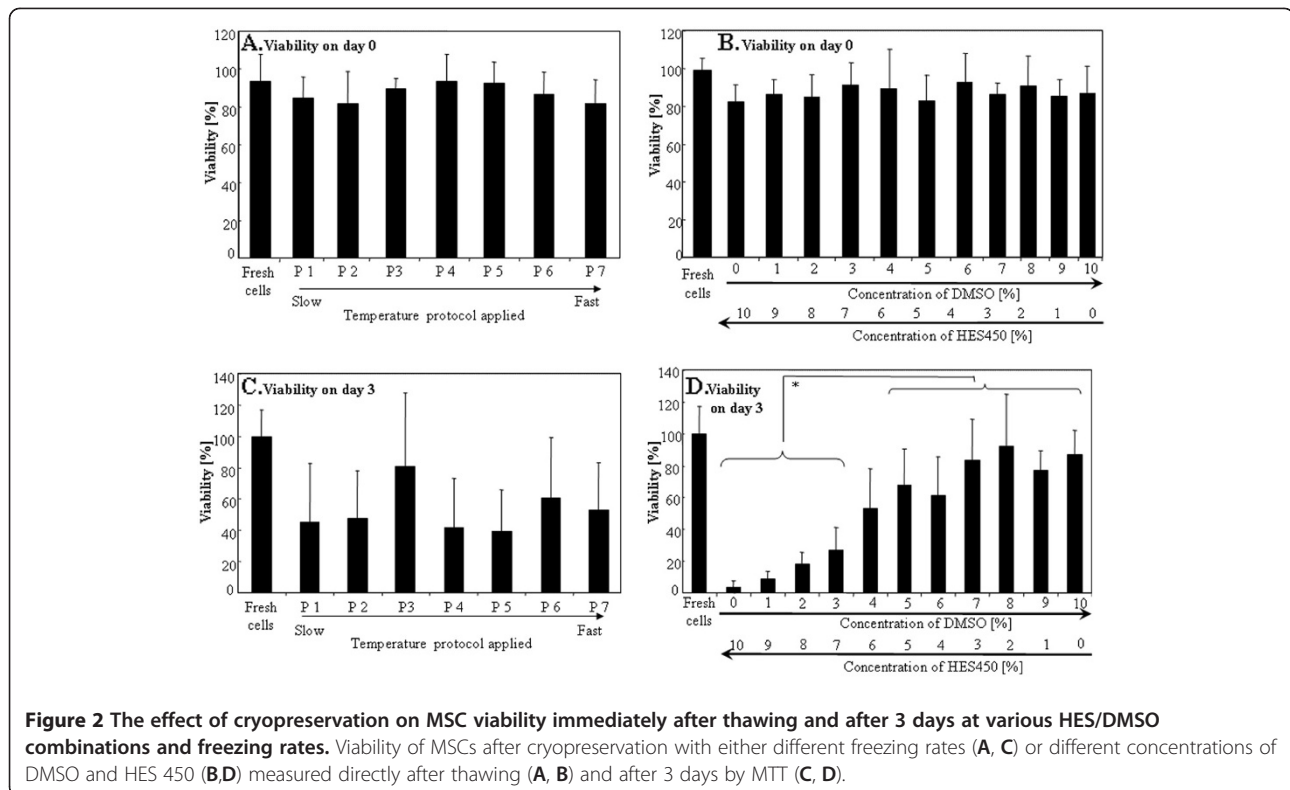 A. Viability on day 0
Viability [%]
120
100
80
60
40
20
0
Fresh cells
P 1
P 2
P3
P 4
P 5
P 6
P 7
Slow
Fast
Temperature protocol applied
B. Viability on day 0
Viability [%]
120
100
80
60
40
20
0
Fresh cells
0 1 2 3 4 5 6 7 8 9 10
Concentration of DMSO [%]
10 9 8 7 6 5 4 3 2 1 0
Concentration of HES450 [%]
C. Viability on day 3
Viability [%]
140
120
100
80
60
40
20
0
Fresh cells
P 1
P 2
P3
P 4
P 5
P 6
P 7
Slow
Fast
Temperature protocol applied
D. Viability
on day 3
*
Viability [%]
140
120
100
80
60
40
20
0
Fresh cells
0 1 2 3 4 5 6 7 8 9 10
Concentration of DMSO [%]
10 9 8 7 6 5 4 3 2 1 0
Concentration of HES450 [%]
Figure 2 The effect of cryopreservation on MSC viability immediately after thawing and after 3 days at various HES/DMSO
combinations and freezing rates. Viability of MSCs after cryopreservation with either different freezing rates (A, C) or different concentrations of
DMSO and HES 450 (B,D) measured directly after thawing (A, B) and after 3 days by MTT (C, D).